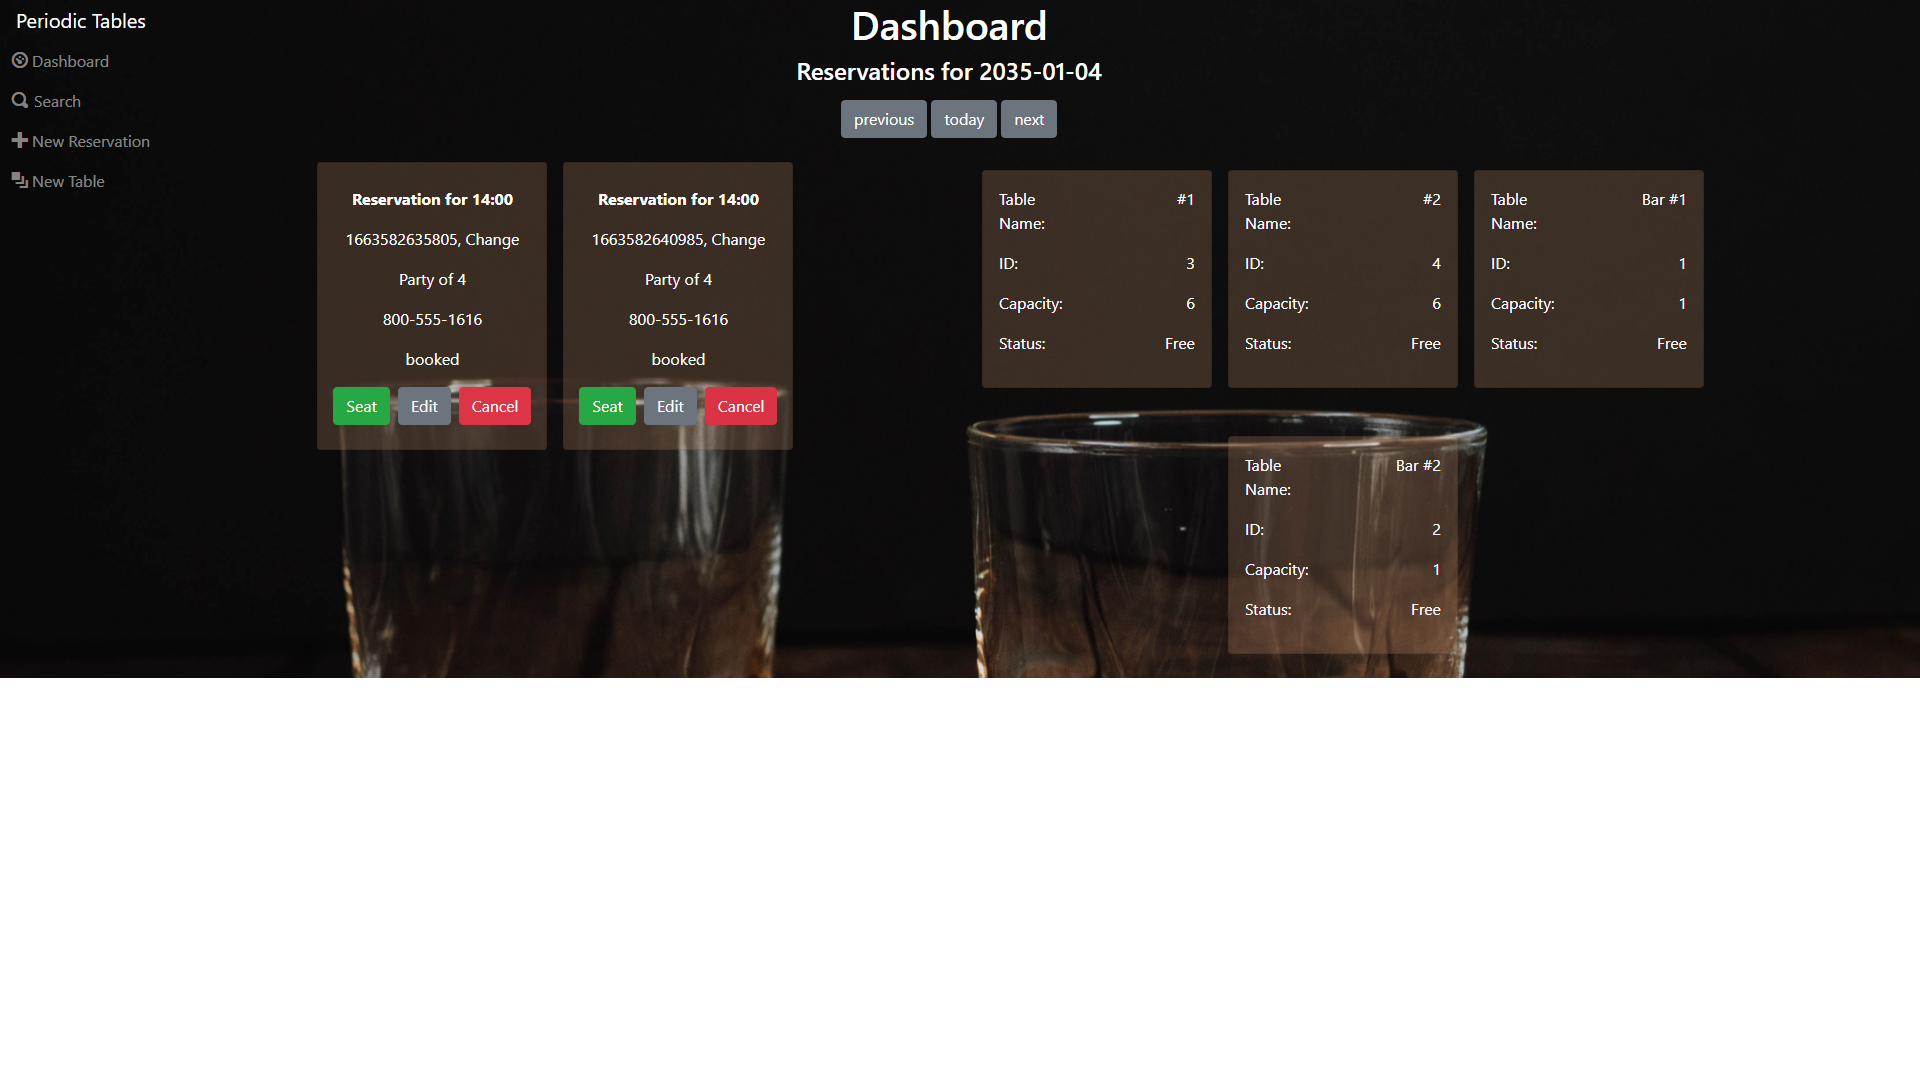 Periodic Tables
Dashboard
Search
New Reservation
New Table
Dashboard
Reservations for 2035-01-04
previous today next
Reservation for 14:00
1663582635805, Change
Party of 4
800-555-1616
booked
Seat Edit Cancel
Reservation for 14:00
1663582640985, Change
Party of 4
800-555-1616
booked
Seat Edit Cancel
Table Name: #1
ID: 3
Capacity: 6
Status: Free
Table Name: #2
ID: 4
Capacity: 6
Status: Free
Table Name: Bar #1
ID: 1
Capacity: 1
Status: Free
Table Name: Bar #2
ID: 2
Capacity: 1
Status: Free